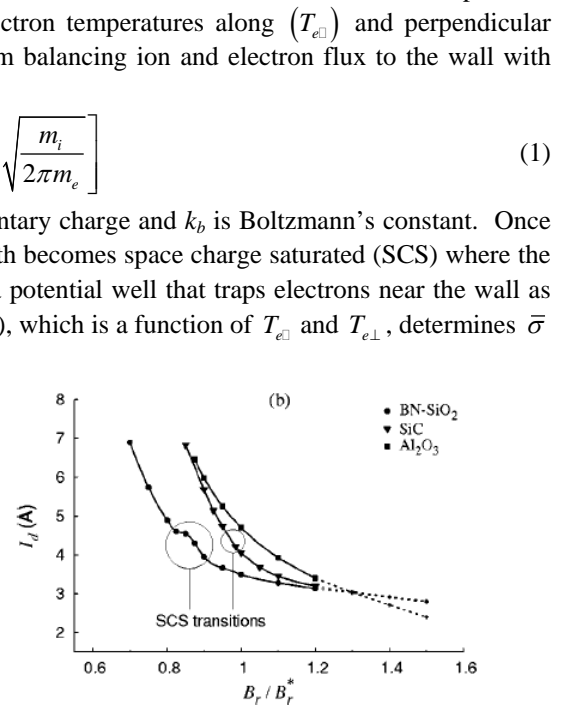 ctron temperatures along (Te□) and perpendicular
m balancing ion and electron flux to the wall with
√(m_i / 2πm_e) ] (1)
ntary charge and k_b is Boltzmann's constant. Once
th becomes space charge saturated (SCS) where the
potential well that traps electrons near the wall as
), which is a function of T_e□ and T_e⊥, determines σ̄
(b)
BN-SiO₂
SiC
Al₂O₃
8
7
6
5
4
3
2
I_d (A)
SCS transitions
0.6 0.8 1 1.2 1.4 1.6
B_r / B_r^*